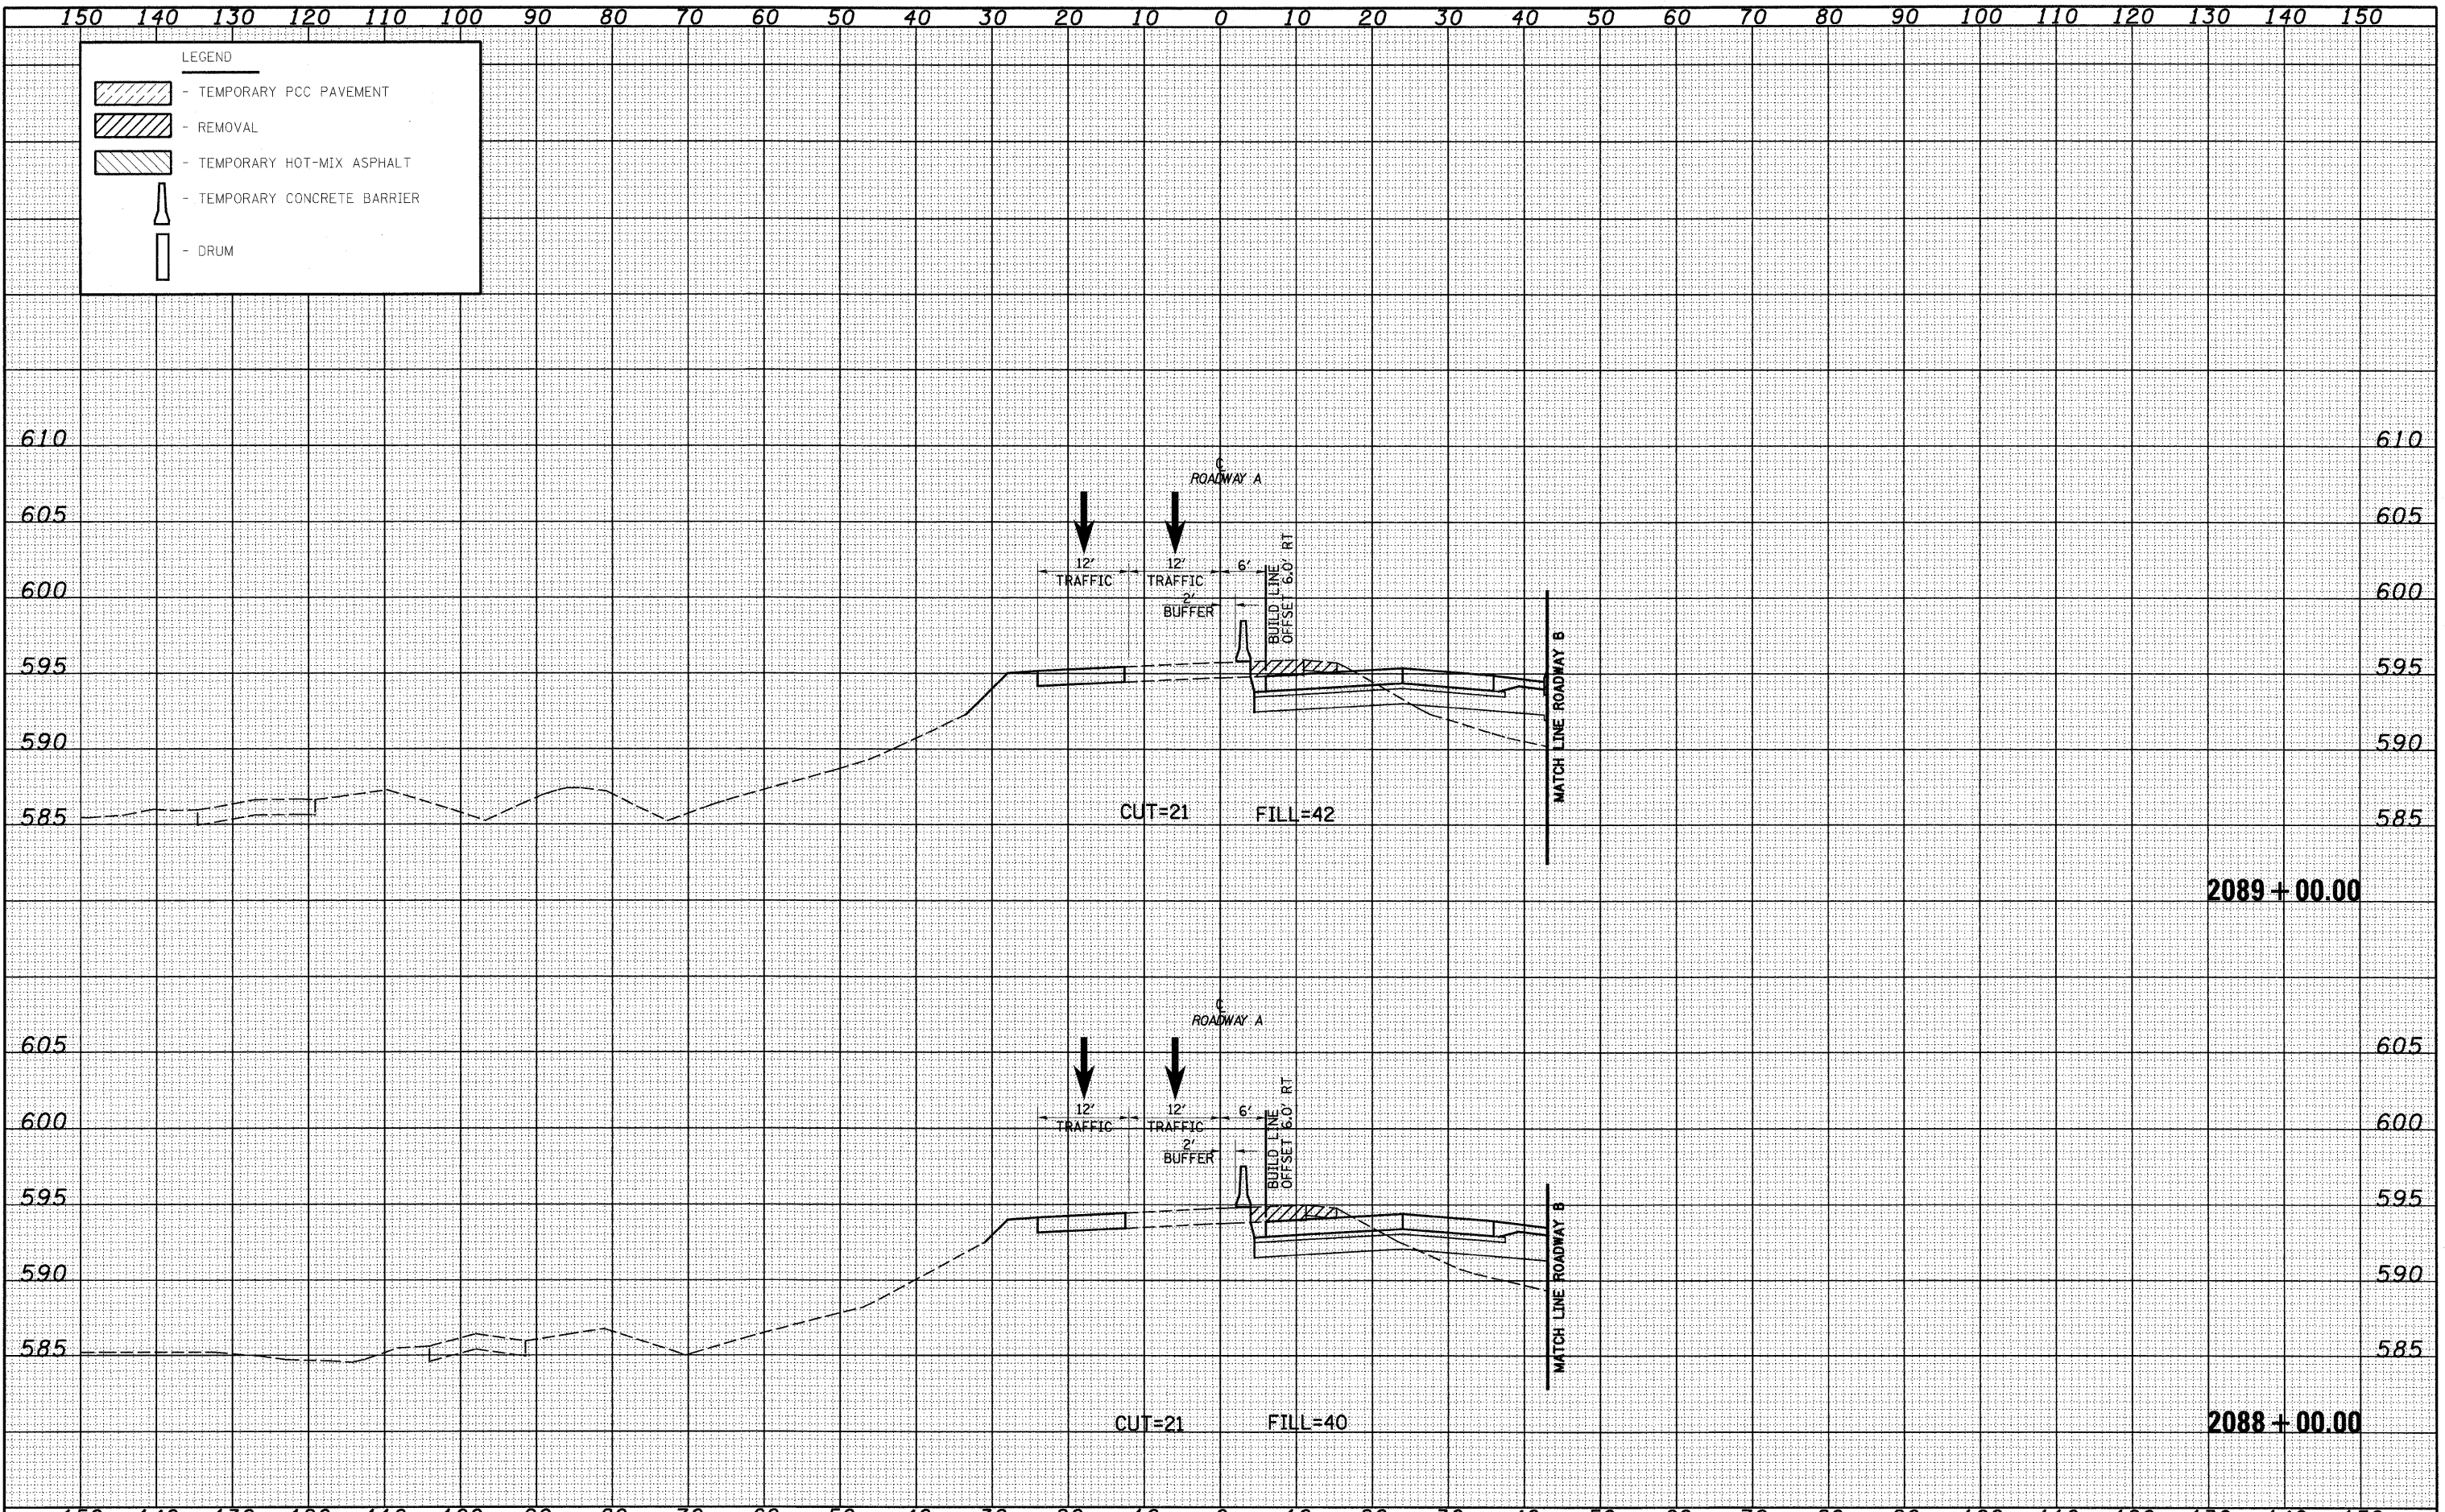 150 140 130 120 110 100 90 80 70 60 50 40 30 20 10 0 10 20 30 40 50 60 70 80 90 100 110 120 130 140 150
LEGEND
- TEMPORARY PCC PAVEMENT
- REMOVAL
- TEMPORARY HOT-MIX ASPHALT
- TEMPORARY CONCRETE BARRIER
- DRUM
610 610
℄
ROADWAY A
605 605
12' 12' 6'
TRAFFIC TRAFFIC
BUILD LINE
OFFSET 6.0' RT
600 600
2'
BUFFER
595 595
MATCH LINE ROADWAY B
590 590
CUT=21 FILL=42
585 585
2089+00.00
℄
ROADWAY A
605 605
12' 12' 6'
TRAFFIC TRAFFIC
BUILD LINE
OFFSET 6.0' RT
600 600
2'
BUFFER
595 595
MATCH LINE ROADWAY B
590 590
585 585
CUT=21 FILL=40
2088+00.00